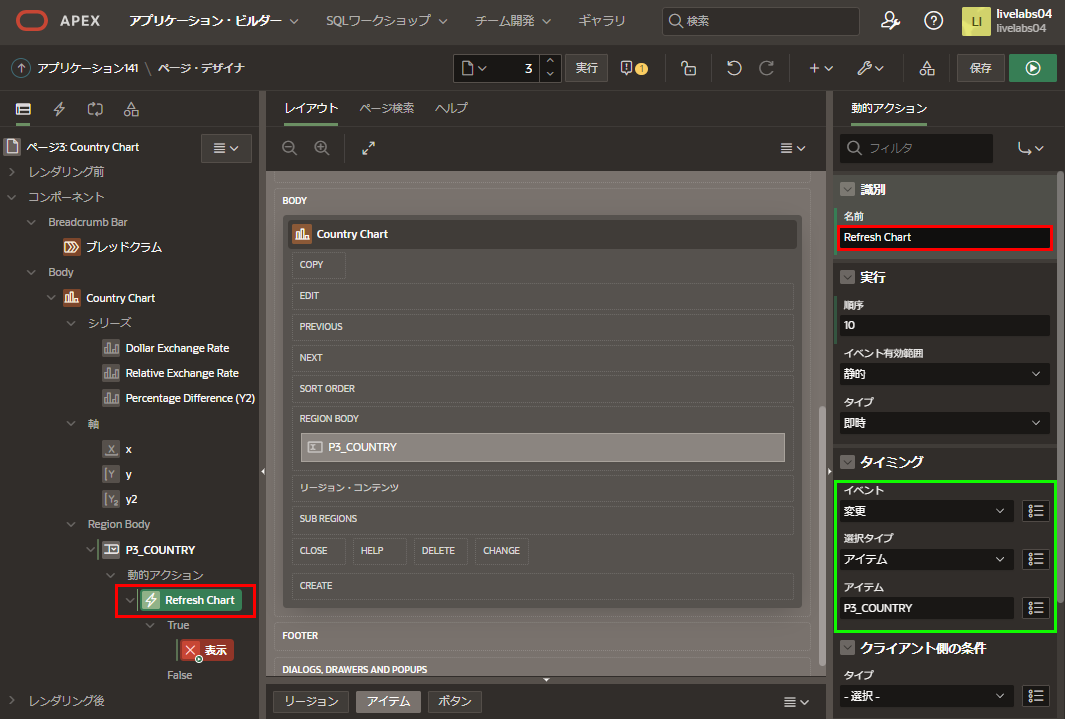 APEX アプリケーション・ビルダー SQLワークショップ チーム開発 ギャラリ 検索 LI livelabs04
livelabs04
アプリケーション141 \ ページ・デザイナ 3 実行 1 保存
レイアウト ページ検索 ヘルプ
動的アクション
ページ3: Country Chart
レンダリング前
コンポーネント
Breadcrumb Bar
ブレッドクラム
Body
Country Chart
シリーズ
Dollar Exchange Rate
Relative Exchange Rate
Percentage Difference (Y2)
軸
x
y
y2
Region Body
P3_COUNTRY
動的アクション
Refresh Chart
True
表示
False
レンダリング後
BODY
Country Chart
COPY
EDIT
PREVIOUS
NEXT
SORT ORDER
REGION BODY
P3_COUNTRY
リージョン・コンテンツ
SUB REGIONS
CLOSE HELP DELETE CHANGE
CREATE
FOOTER
DIALOGS, DRAWERS AND POPUPS
リージョン アイテム ボタン
フィルタ
識別
名前
Refresh Chart
実行
順序
10
イベント有効範囲
静的
タイプ
即時
タイミング
イベント
変更
選択タイプ
アイテム
アイテム
P3_COUNTRY
クライアント側の条件
タイプ
- 選択 -